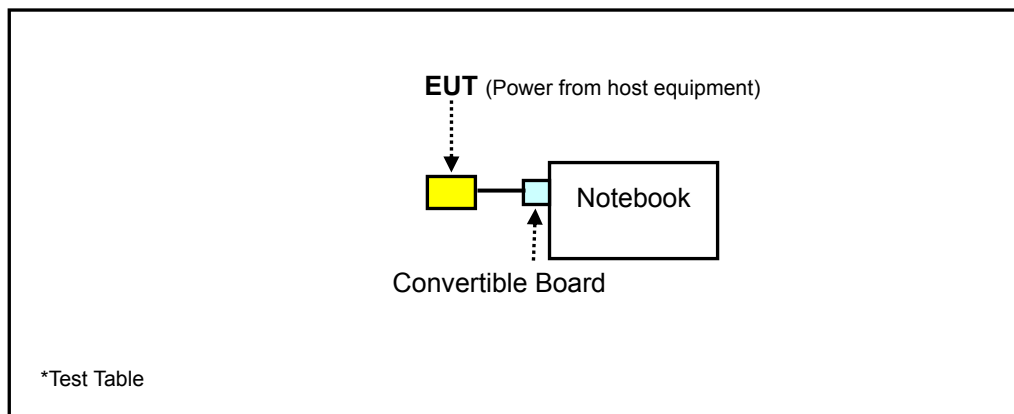 EUT (Power from host equipment)
Notebook
Convertible Board
*Test Table